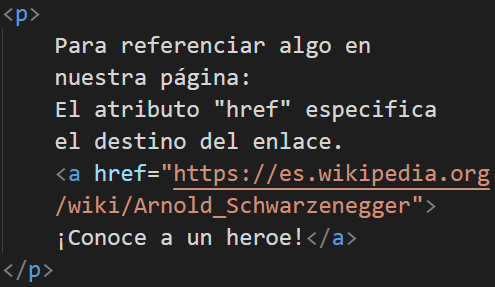 <p>
Para referenciar algo en
nuestra página:
El atributo "href" especifica
el destino del enlace.
<a href="https://es.wikipedia.org
/wiki/Arnold_Schwarzenegger">
¡Conoce a un heroe!</a>
</p>